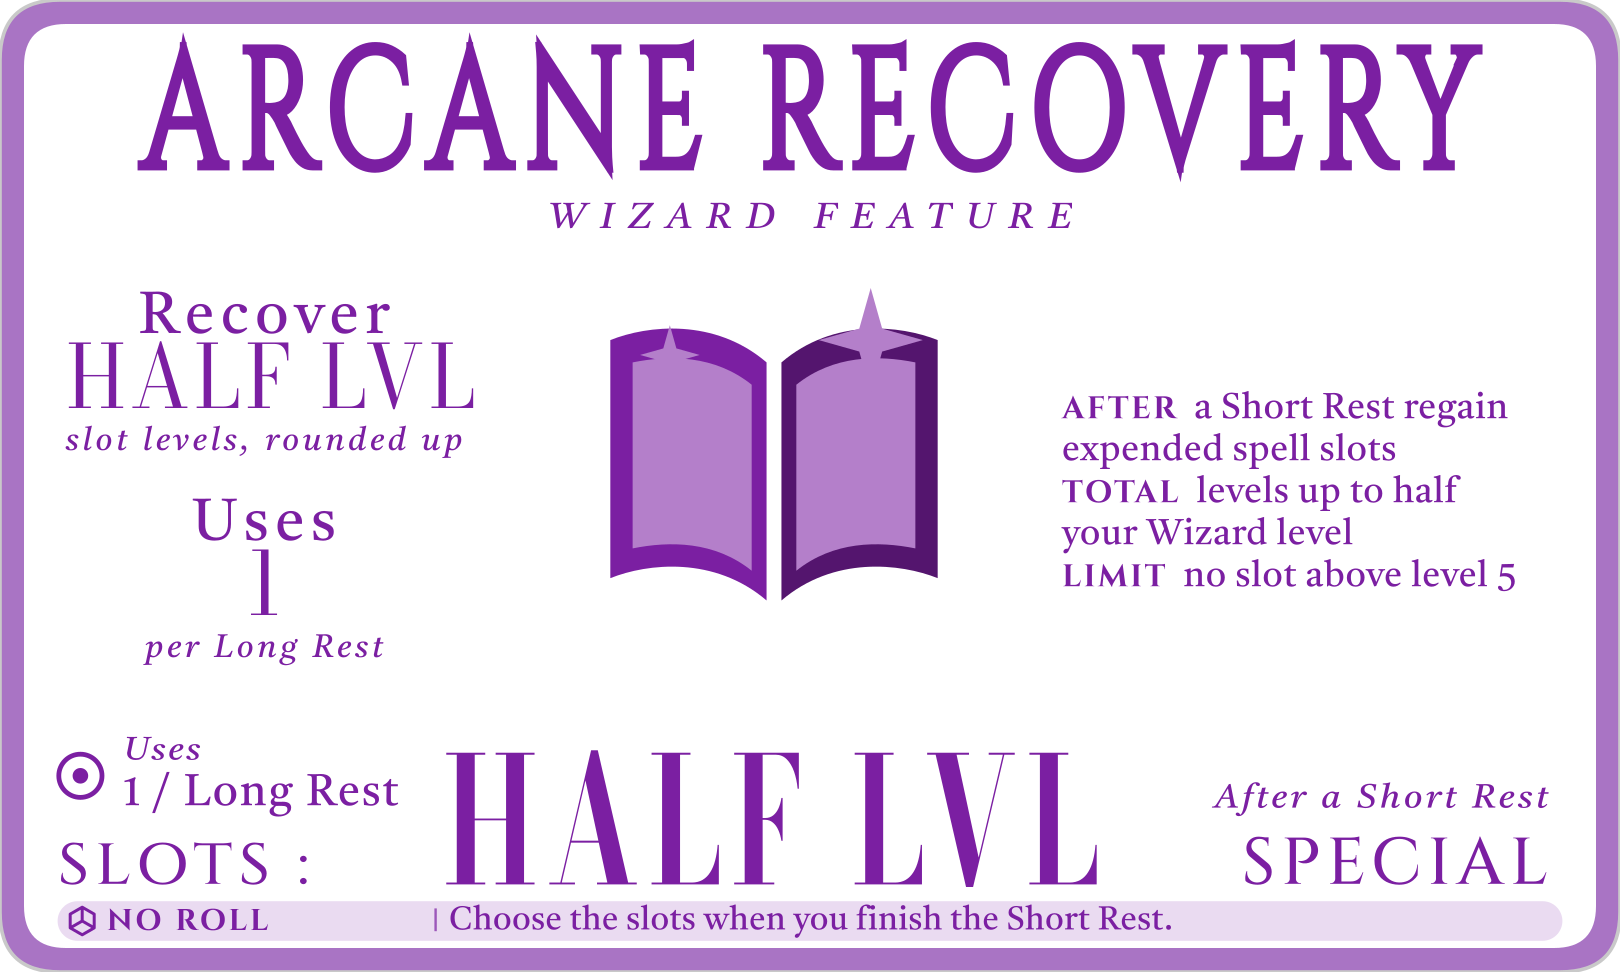 ARCANE RECOVERY
WIZARD FEATURE
Recover
HALF LVL
slot levels, rounded up
Uses
1
per Long Rest
AFTER a Short Rest regain
expended spell slots
TOTAL levels up to half
your Wizard level
LIMIT no slot above level 5
Uses
1 / Long Rest
SLOTS :
HALF LVL
After a Short Rest
SPECIAL
NO ROLL | Choose the slots when you finish the Short Rest.